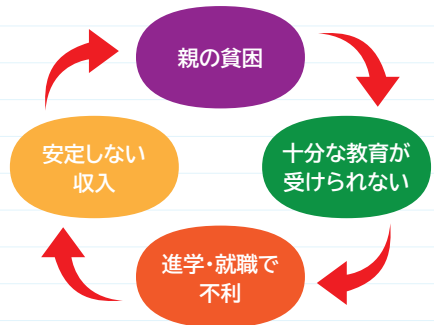 親の貧困
十分な教育が
受けられない
進学・就職で
不利
安定しない
収入